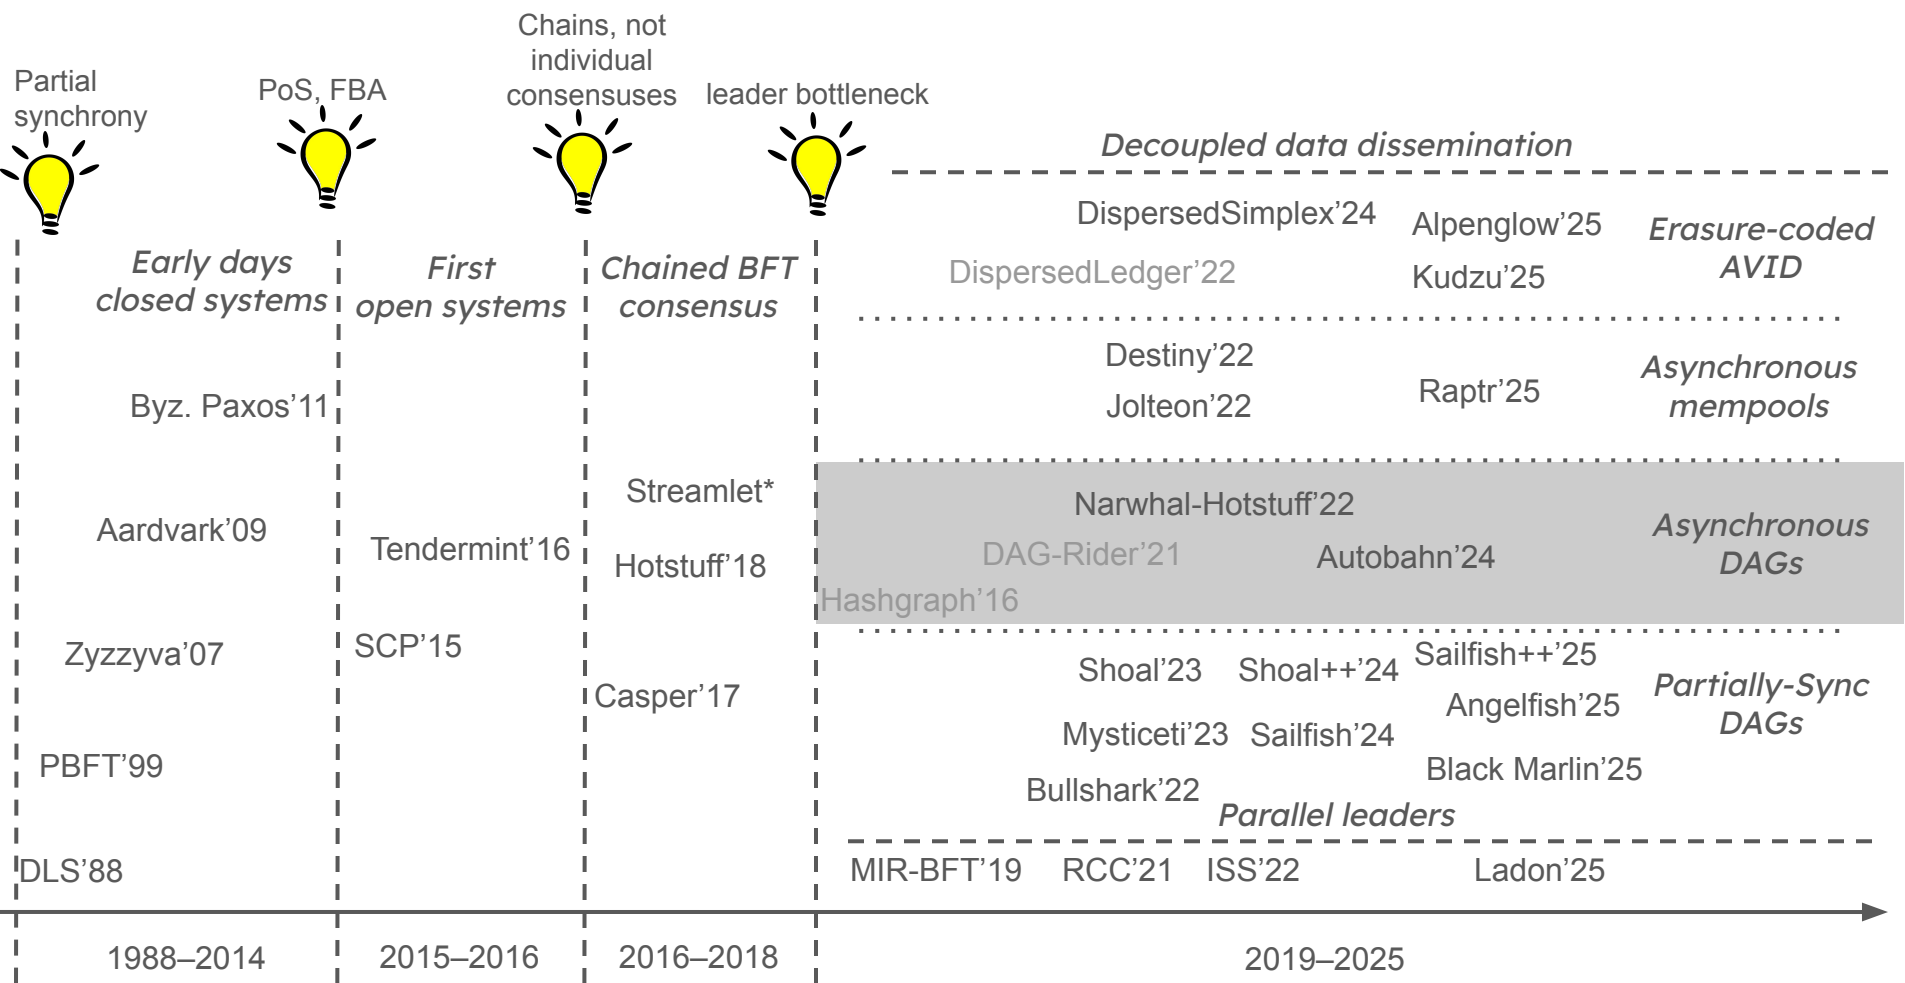 Partial
synchrony
PoS, FBA
Chains, not
individual
consensuses
leader bottleneck
Early days
closed systems
First
open systems
Chained BFT
consensus
Decoupled data dissemination
DispersedSimplex’24
Alpenglow’25
DispersedLedger’22
Kudzu’25
Erasure-coded
AVID
Byz. Paxos’11
Destiny’22
Jolteon’22
Raptr’25
Asynchronous
mempools
Aardvark’09
Tendermint’16
Streamlet*
Hotstuff’18
Narwhal-Hotstuff’22
DAG-Rider’21
Autobahn’24
Hashgraph’16
Asynchronous
DAGs
Zyzzyva’07
SCP’15
Casper’17
Shoal’23
Shoal++’24
Sailfish++’25
Angelfish’25
Mysticeti’23
Sailfish’24
Black Marlin’25
Bullshark’22
Partially-Sync
DAGs
PBFT’99
Parallel leaders
DLS’88
MIR-BFT’19
RCC’21
ISS’22
Ladon’25
1988–2014
2015–2016
2016–2018
2019–2025